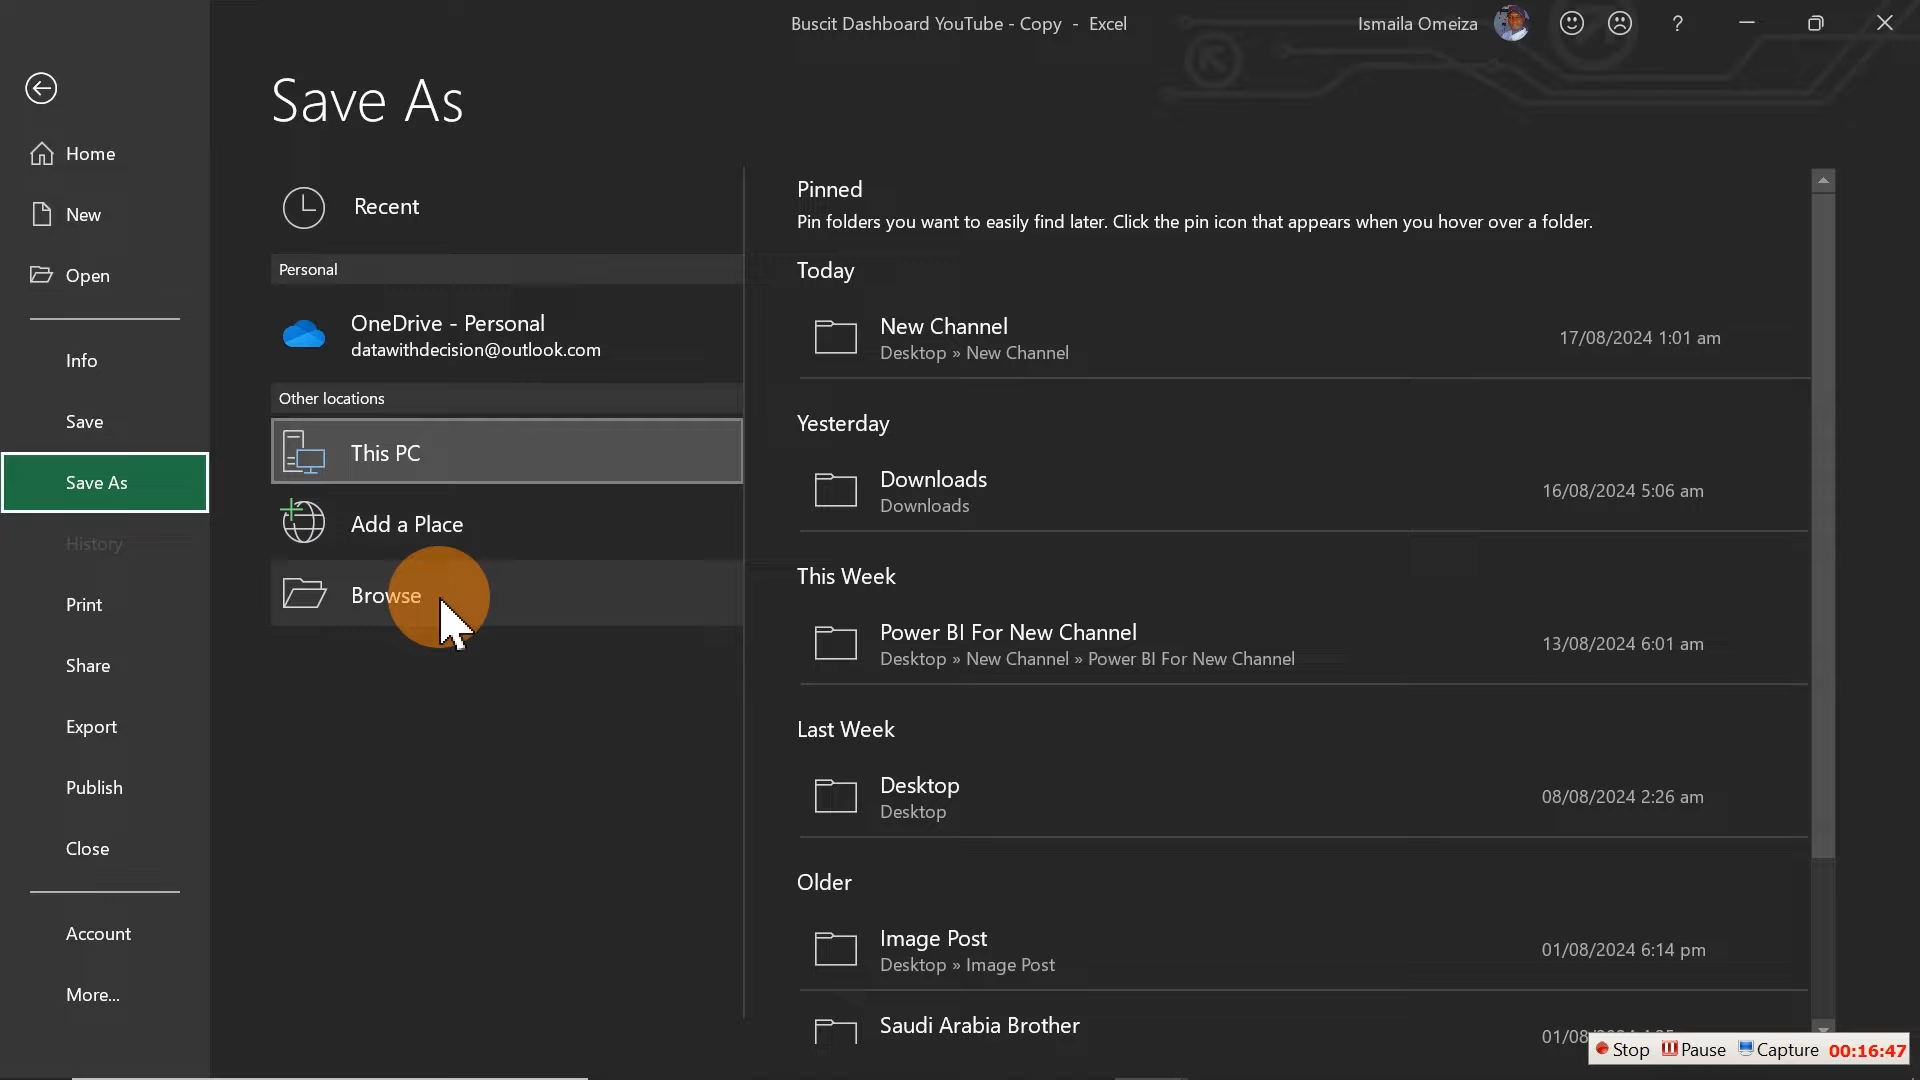 Buscit Dashboard YouTube - Copy - Excel
Ismaila Omeiza
?
Save As
Home
New
Open
Info
Save
Save As
History
Print
Share
Export
Publish
Close
Account
More...
Recent
Personal
OneDrive - Personal
datawithdecision@outlook.com
Other locations
This PC
Add a Place
Browse
Pinned
Pin folders you want to easily find later. Click the pin icon that appears when you hover over a folder.
Today
New Channel
Desktop » New Channel
17/08/2024 1:01 am
Yesterday
Downloads
Downloads
16/08/2024 5:06 am
This Week
Power BI For New Channel
Desktop » New Channel » Power BI For New Channel
13/08/2024 6:01 am
Last Week
Desktop
Desktop
08/08/2024 2:26 am
Older
Image Post
Desktop » Image Post
01/08/2024 6:14 pm
Saudi Arabia Brother
Stop Pause Capture 00:16:47